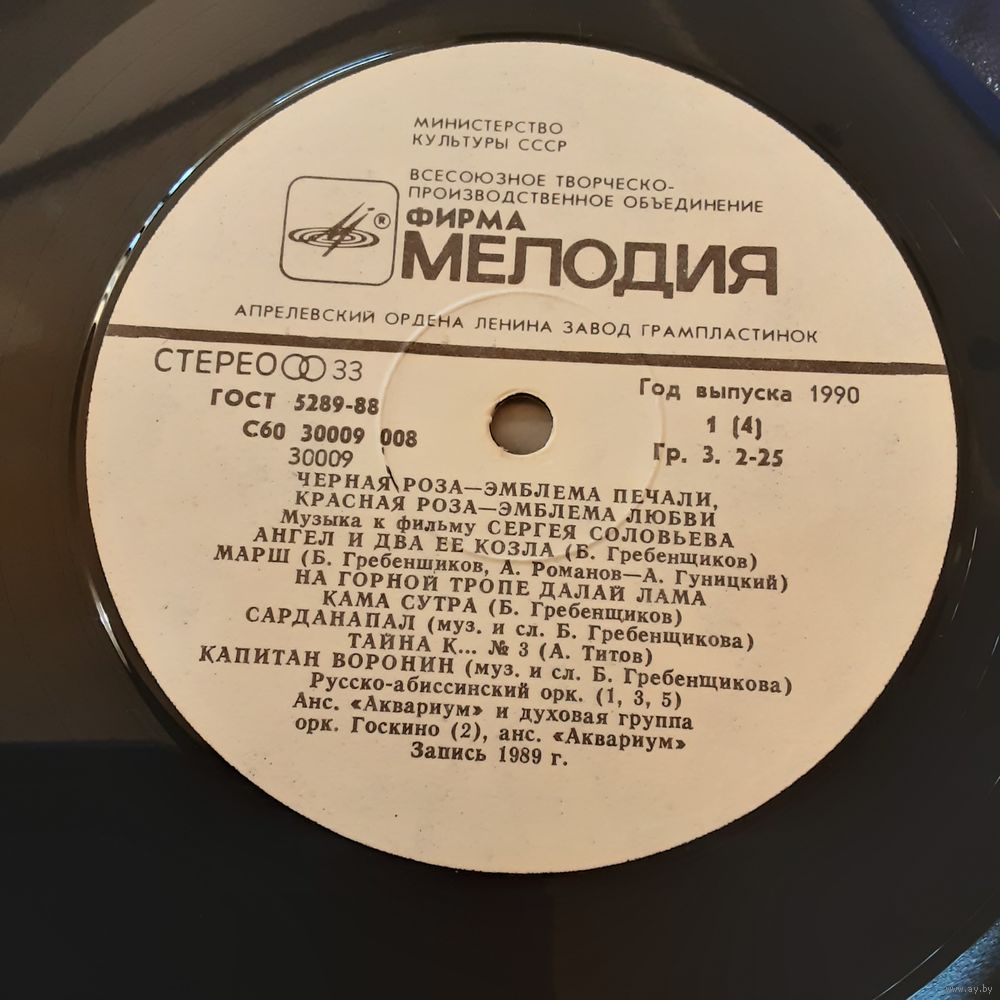 МИНИСТЕРСТВО
КУЛЬТУРЫ СССР
ВСЕСОЮЗНОЕ ТВОРЧЕСКО-
ПРОИЗВОДСТВЕННОЕ ОБЪЕДИНЕНИЕ
®
ФИРМА
МЕЛОДИЯ
АПРЕЛЕВСКИЙ ОРДЕНА ЛЕНИНА ЗАВОД ГРАМПЛАСТИНОК
СТЕРЕО 33
ГОСТ 5289-88
С60 30009 008
30009
Год выпуска 1990
1 (4)
Гр. 3. 2-25
ЧЕРНАЯ РОЗА—ЭМБЛЕМА ПЕЧАЛИ,
КРАСНАЯ РОЗА—ЭМБЛЕМА ЛЮБВИ
Музыка к фильму СЕРГЕЯ СОЛОВЬЕВА
АНГЕЛ И ДВА ЕЕ КОЗЛА (Б. Гребенщиков)
МАРШ (Б. Гребенщиков, А. Романов—А. Гуницкий)
НА ГОРНОЙ ТРОПЕ ДАЛАЙ ЛАМА
КАМА СУТРА (Б. Гребенщиков)
САРДАНАПАЛ (муз. и сл. Б. Гребенщикова)
ТАЙНА К... № 3 (А. Титов)
КАПИТАН ВОРОНИН (муз. и сл. Б. Гребенщикова)
Русско-абиссинский орк. (1, 3, 5)
Анс. «Аквариум» и духовая группа
орк. Госкино (2), анс. «Аквариум»
Запись 1989 г.
www.ay.by